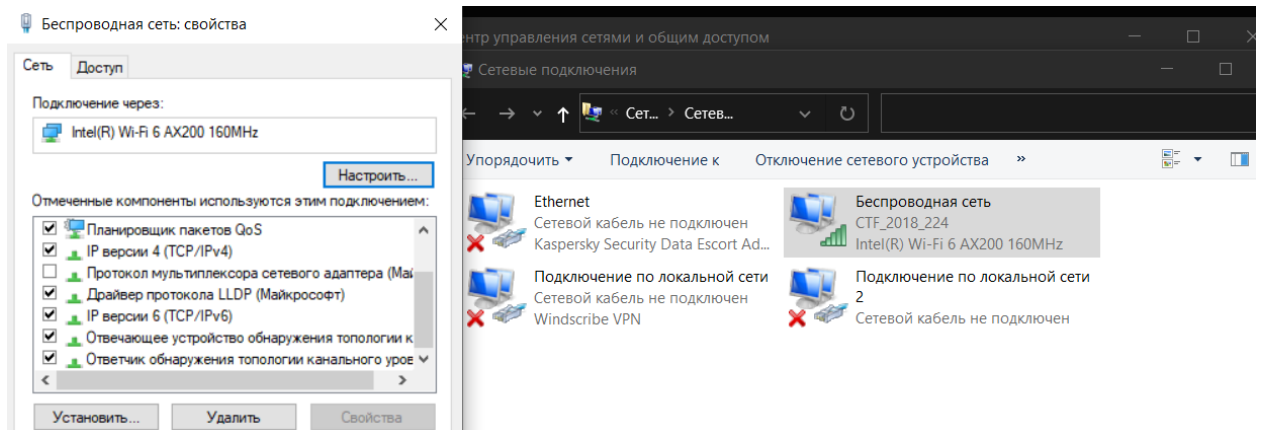 Беспроводная сеть: свойства
Сеть Доступ
Подключение через:
Intel(R) Wi-Fi 6 AX200 160MHz
Настроить...
Отмеченные компоненты используются этим подключением:
Планировщик пакетов QoS
IP версии 4 (TCP/IPv4)
Протокол мультиплексора сетевого адаптера
Драйвер протокола LLDP (Майкрософт)
IP версии 6 (TCP/IPv6)
Отвечающее устройство обнаружения топологии к
Ответчик обнаружения топологии канального уров
Установить... Удалить Свойства
ентр управления сетями и общим доступом
Сетевые подключения
« Сет... > Сетев...
Упорядочить Подключение к Отключение сетевого устройства »
Ethernet
Сетевой кабель не подключен
Kaspersky Security Data Escort Ad...
Беспроводная сеть
CTF_2018_224
Intel(R) Wi-Fi 6 AX200 160MHz
Подключение по локальной сети
Сетевой кабель не подключен
Windscribe VPN
Подключение по локальной сети
2
Сетевой кабель не подключен